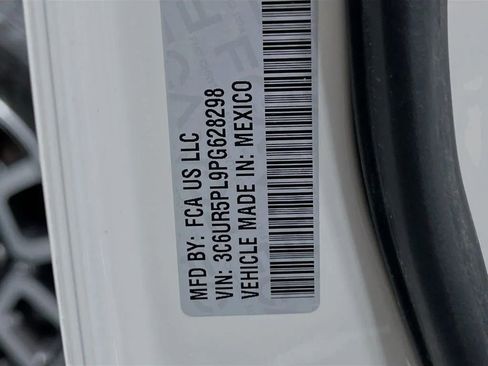 MFD BY: FCA US LLC
VIN: 3C6UR5PL9PG628298
VEHICLE MADE IN: MEXICO